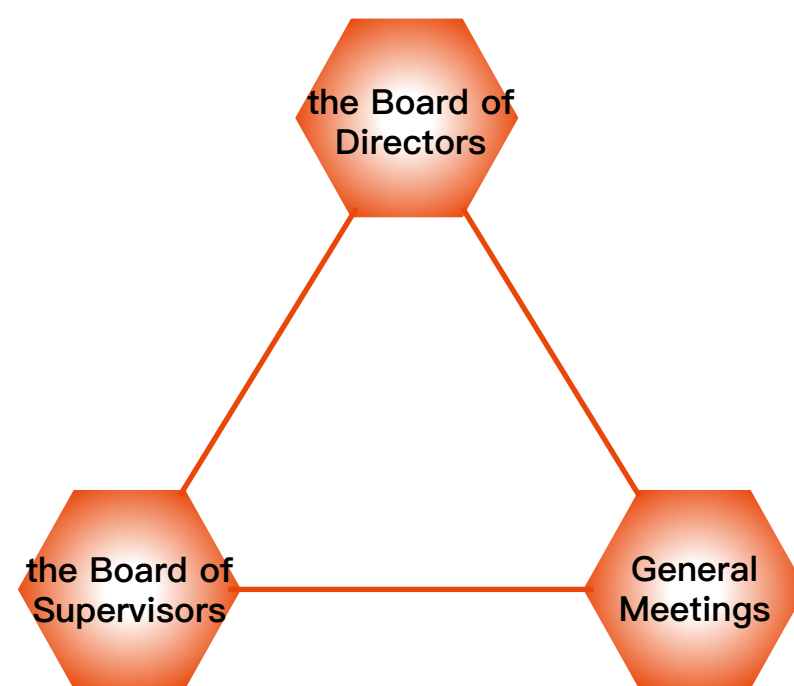 the Board of
Directors
the Board of
Supervisors
General
Meetings